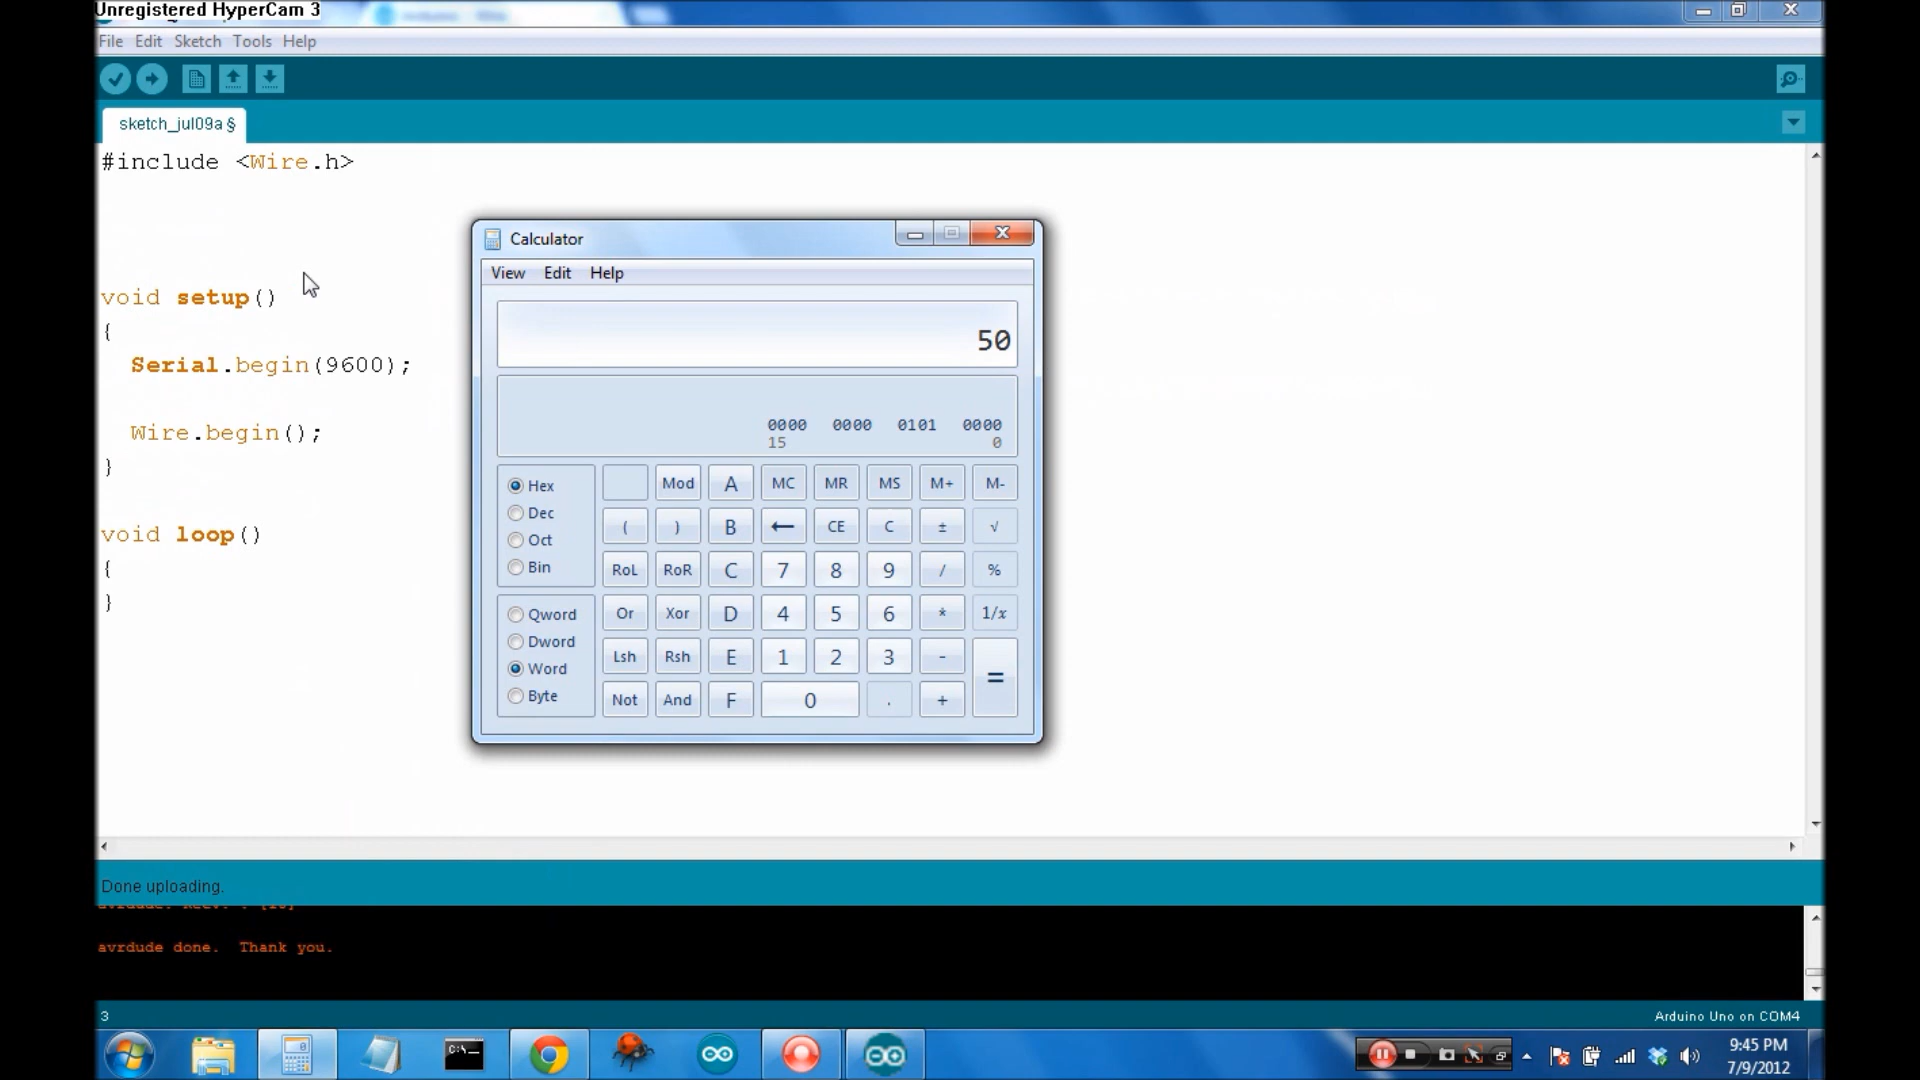 Unregistered HyperCam 3
File Edit Sketch Tools Help
sketch_jul09a §
#include <Wire.h>
void setup()
{
Serial.begin(9600);
Wire.begin();
}
void loop()
{
}
Calculator
View Edit Help
50
0000 0000 0101 0000
15 0
Hex
Dec
Oct
Bin
Qword
Dword
Word
Byte
Mod A MC MR MS M+ M-
( ) B ← CE C ± √
RoL RoR C 7 8 9 / %
Or Xor D 4 5 6 * 1/x
Lsh Rsh E 1 2 3 - =
Not And F 0 . +
Done uploading.
avrdude done. Thank you.
3
Arduino Uno on COM4
C:\_
9:45 PM
7/9/2012